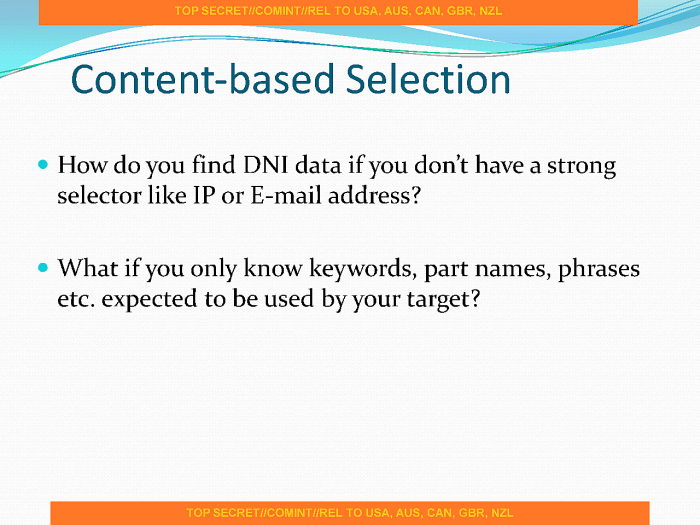 TOP SECRET//COMINT//REL TO USA, AUS, CAN, GBR, NZL
Content-based Selection
• How do you find DNI data if you don't have a strong
selector like IP or E-mail address?
• What if you only know keywords, part names, phrases
etc. expected to be used by your target?
TOP SECRET//COMINT//REL TO USA, AUS, CAN, GBR, NZL